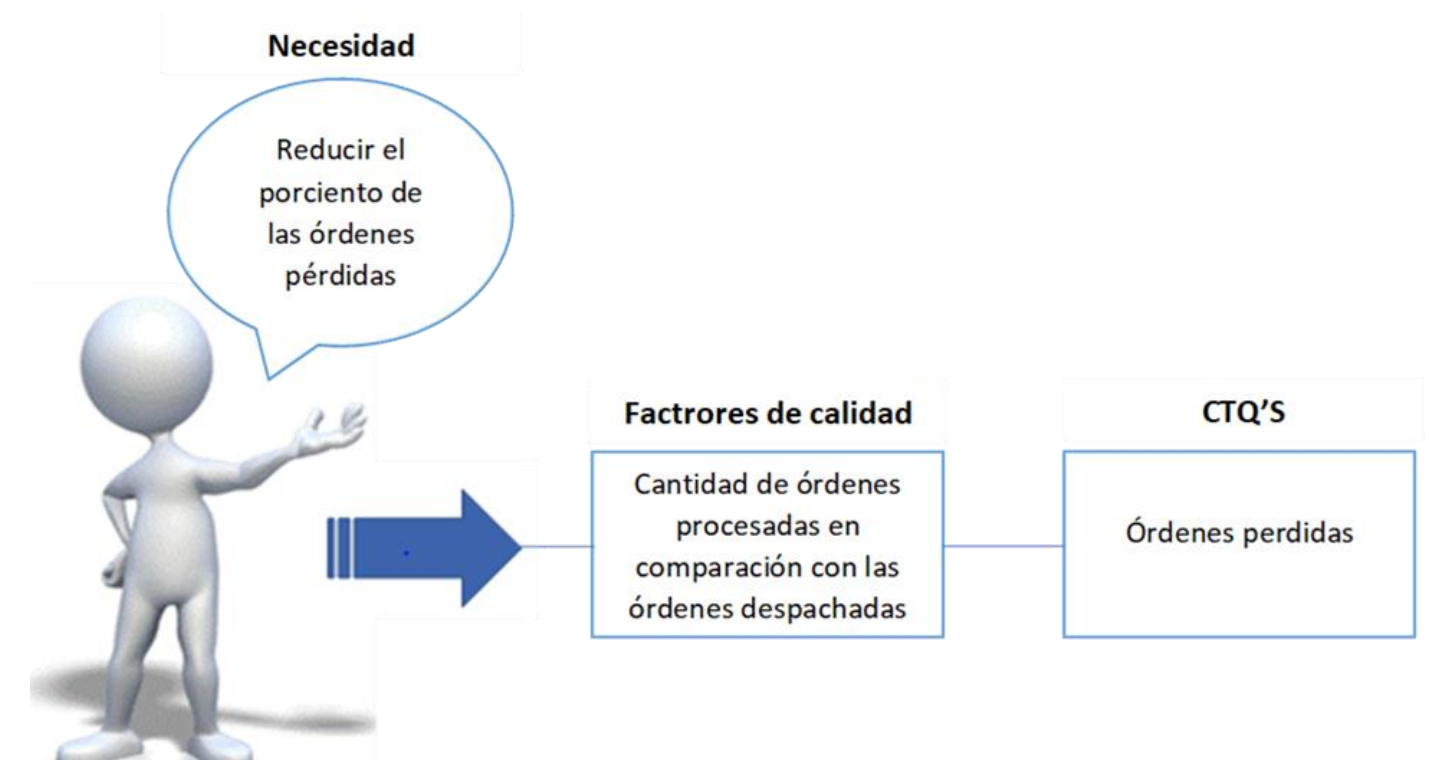 Necesidad
Reducir el
porciento de
las órdenes
pérdidas
Factrores de calidad
Cantidad de órdenes
procesadas en
comparación con las
órdenes despachadas
CTQ’S
Órdenes perdidas